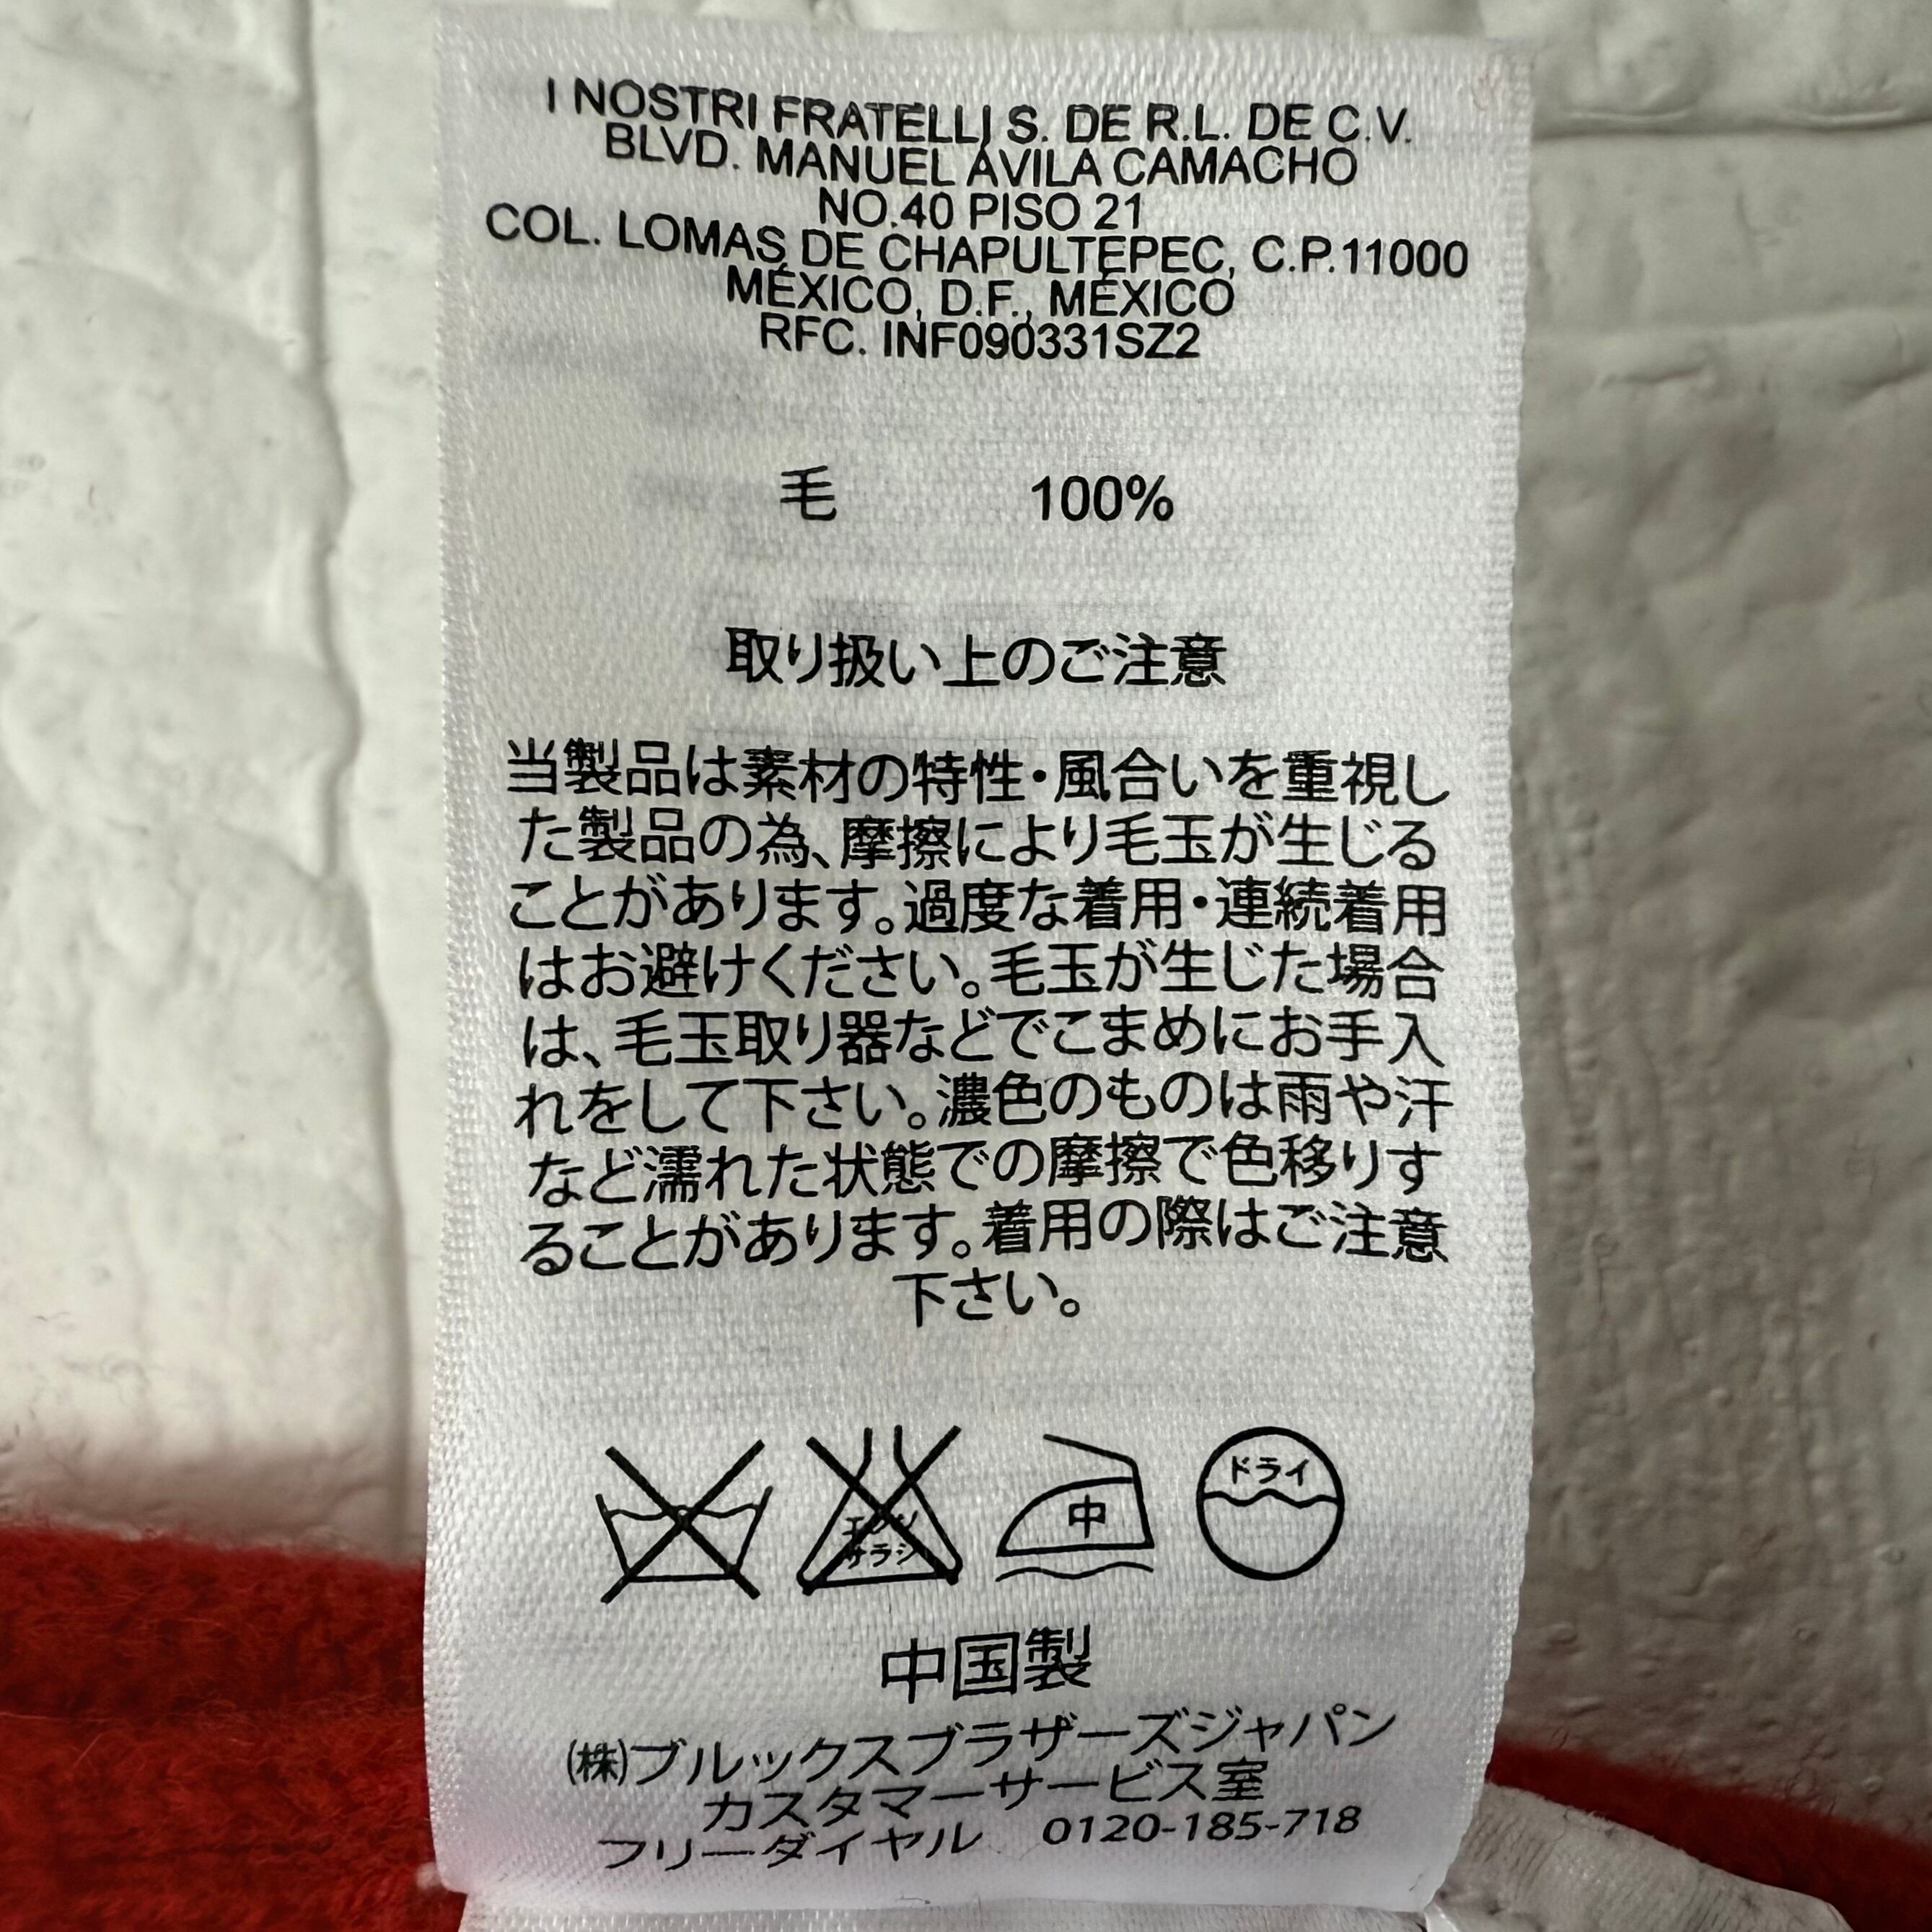 I NOSTRI FRATELLI S. DE R.L. DE C.V.
BLVD. MANUEL ÁVILA CAMACHO
NO.40 PISO 21
COL. LOMAS DE CHAPULTEPEC, C.P.11000
MÉXICO, D.F., MÉXICO
RFC. INF090331SZ2
毛 100%
取り扱い上のご注意
当製品は素材の特性・風合いを重視し
た製品の為、摩擦により毛玉が生じる
ことがあります。過度な着用・連続着用
はお避けください。毛玉が生じた場合
は、毛玉取り器などでこまめにお手入
れをして下さい。濃色のものは雨や汗
など濡れた状態での摩擦で色移りす
ることがあります。着用の際はご注意
下さい。
エンソ
サラシ
中
ドライ
中国製
(株)ブルックスブラザーズジャパン
カスタマーサービス室
フリーダイヤル 0120-185-718